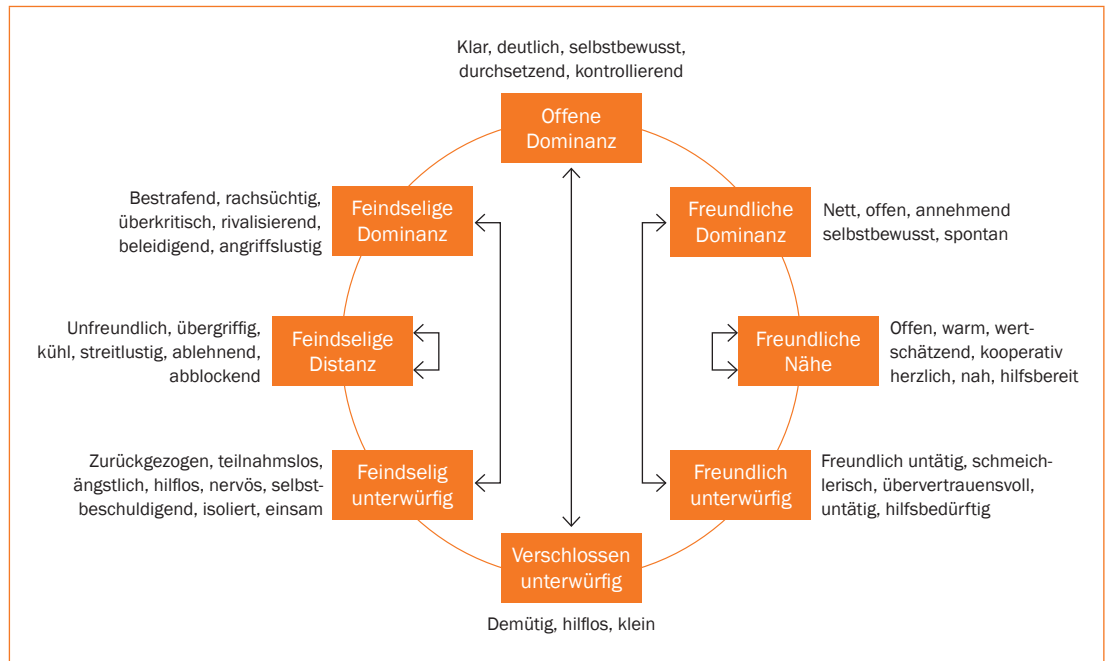 Klar, deutlich, selbstbewusst,
durchsetzend, kontrollierend
Offene
Dominanz
Bestrafend, rachsüchtig,
überkritisch, rivalisierend,
beleidigend, angriffslustig
Feindselige
Dominanz
Freundliche
Dominanz
Nett, offen, annehmend
selbstbewusst, spontan
Unfreundlich, übergriffig,
kühl, streitlustig, ablehnend,
abblockend
Feindselige
Distanz
Freundliche
Nähe
Offen, warm, wert-
schätzend, kooperativ
herzlich, nah, hilfsbereit
Zurückgezogen, teilnahmslos,
ängstlich, hilflos, nervös, selbst-
beschuldigend, isoliert, einsam
Feindselig
unterwürfig
Freundlich
unterwürfig
Freundlich untätig, schmeich-
lerisch, übervertrauensvoll,
untätig, hilfsbedürftig
Verschlossen
unterwürfig
Demütig, hilflos, klein